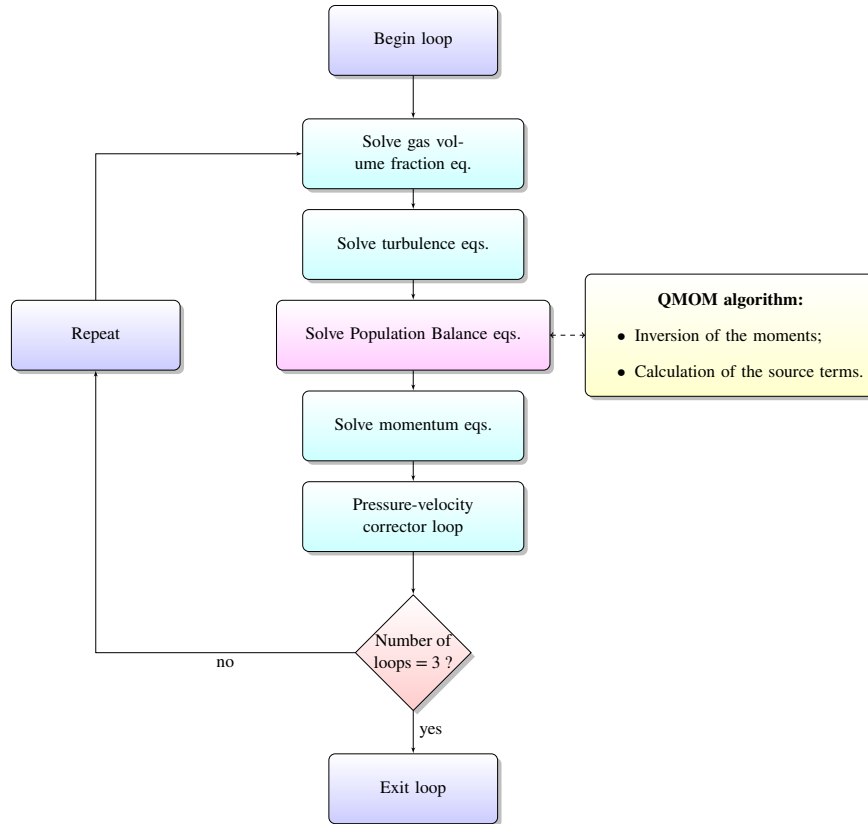 Begin loop
Solve gas vol-
ume fraction eq.
Solve turbulence eqs.
Solve Population Balance eqs.
QMOM algorithm:
• Inversion of the moments;
• Calculation of the source terms.
Repeat
Solve momentum eqs.
Pressure-velocity
corrector loop
Number of
loops = 3 ?
no
yes
Exit loop